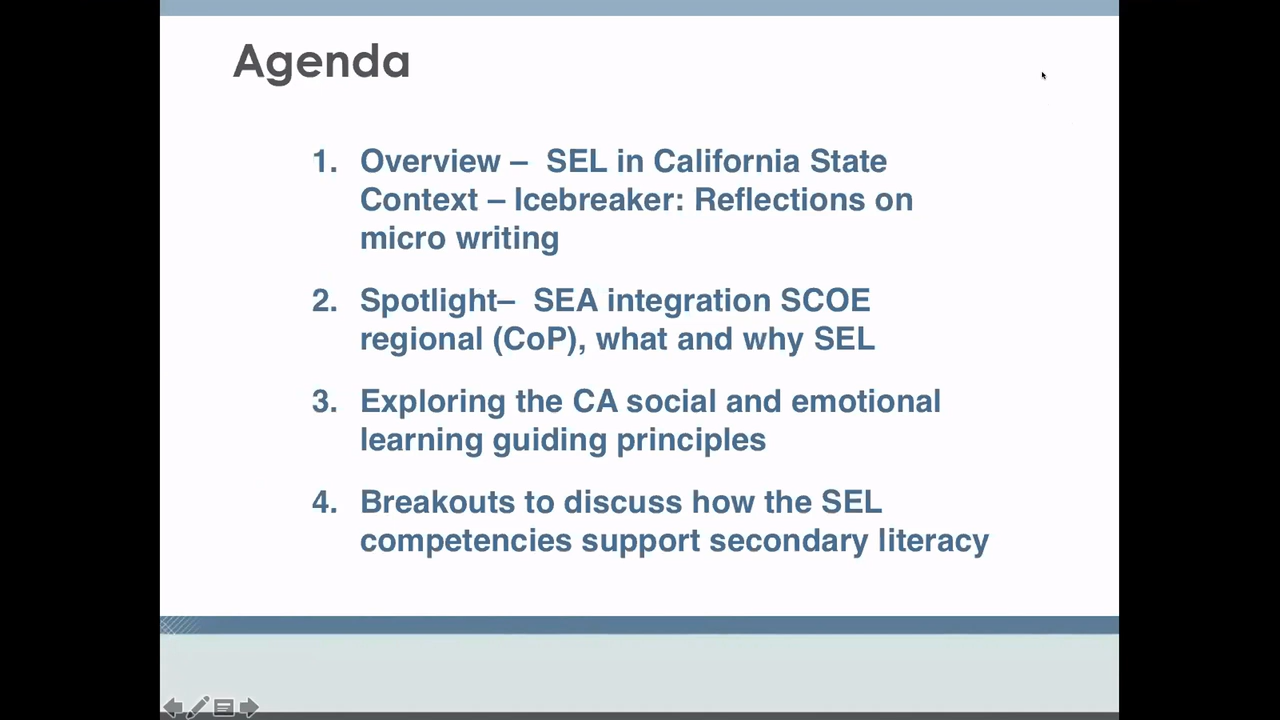 Agenda
1. Overview –  SEL in California State
Context – Icebreaker: Reflections on
micro writing
2. Spotlight–  SEA integration SCOE
regional (CoP), what and why SEL
3. Exploring the CA social and emotional
learning guiding principles
4. Breakouts to discuss how the SEL
competencies support secondary literacy